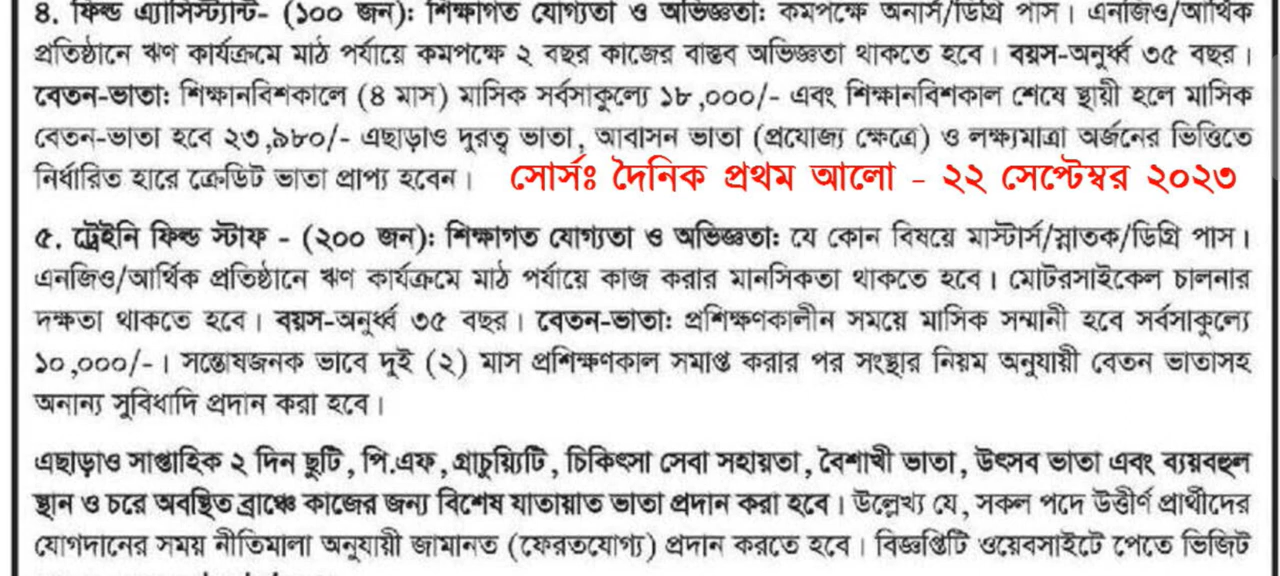 ৪. ফিল্ড এ্যাসিস্ট্যান্ট- (১০০ জন): শিক্ষাগত যোগ্যতা ও অভিজ্ঞতা: কমপক্ষে অনার্স/ডিগ্রি পাস। এনজিও/আর্থিক
প্রতিষ্ঠানে ঋণ কার্যক্রমে মাঠ পর্যায়ে কমপক্ষে ২ বছর কাজের বাস্তব অভিজ্ঞতা থাকতে হবে। বয়স-অনুর্ধ্ব ৩৫ বছর।
বেতন-ভাতা: শিক্ষানবিশকালে (৪ মাস) মাসিক সর্বসাকুল্যে ১৮,০০০/- এবং শিক্ষানবিশকাল শেষে স্থায়ী হলে মাসিক
বেতন-ভাতা হবে ২৩,৯৮০/- এছাড়াও দুরত্ব ভাতা, আবাসন ভাতা (প্রযোজ্য ক্ষেত্রে) ও লক্ষ্যমাত্রা অর্জনের ভিত্তিতে
নির্ধারিত হারে ক্রেডিট ভাতা প্রাপ্য হবেন। সোর্সঃ দৈনিক প্রথম আলো - ২২ সেপ্টেম্বর ২০২৩
৫. ট্রেইনি ফিল্ড স্টাফ - (২০০ জন): শিক্ষাগত যোগ্যতা ও অভিজ্ঞতা: যে কোন বিষয়ে মাস্টার্স/স্নাতক/ডিগ্রি পাস।
এনজিও/আর্থিক প্রতিষ্ঠানে ঋণ কার্যক্রমে মাঠ পর্যায়ে কাজ করার মানসিকতা থাকতে হবে। মোটরসাইকেল চালনার
দক্ষতা থাকতে হবে। বয়স-অনুর্ধ্ব ৩৫ বছর। বেতন-ভাতা: প্রশিক্ষণকালীন সময়ে মাসিক সম্মানী হবে সর্বসাকুল্যে
১০,০০০/-। সন্তোষজনক ভাবে দুই (২) মাস প্রশিক্ষণকাল সমাপ্ত করার পর সংস্থার নিয়ম অনুযায়ী বেতন ভাতাসহ
অনান্য সুবিধাদি প্রদান করা হবে।
এছাড়াও সাপ্তাহিক ২ দিন ছুটি, পি.এফ, গ্রাচুয়্যিটি, চিকিৎসা সেবা সহায়তা, বৈশাখী ভাতা, উৎসব ভাতা এবং ব্যয়বহুল
স্থান ও চরে অবস্থিত ব্রাঞ্চে কাজের জন্য বিশেষ যাতায়াত ভাতা প্রদান করা হবে। উল্লেখ্য যে, সকল পদে উত্তীর্ণ প্রার্থীদের
যোগদানের সময় নীতিমালা অনুযায়ী জামানত (ফেরতযোগ্য) প্রদান করতে হবে। বিজ্ঞপ্তিটি ওয়েবসাইটে পেতে ভিজিট